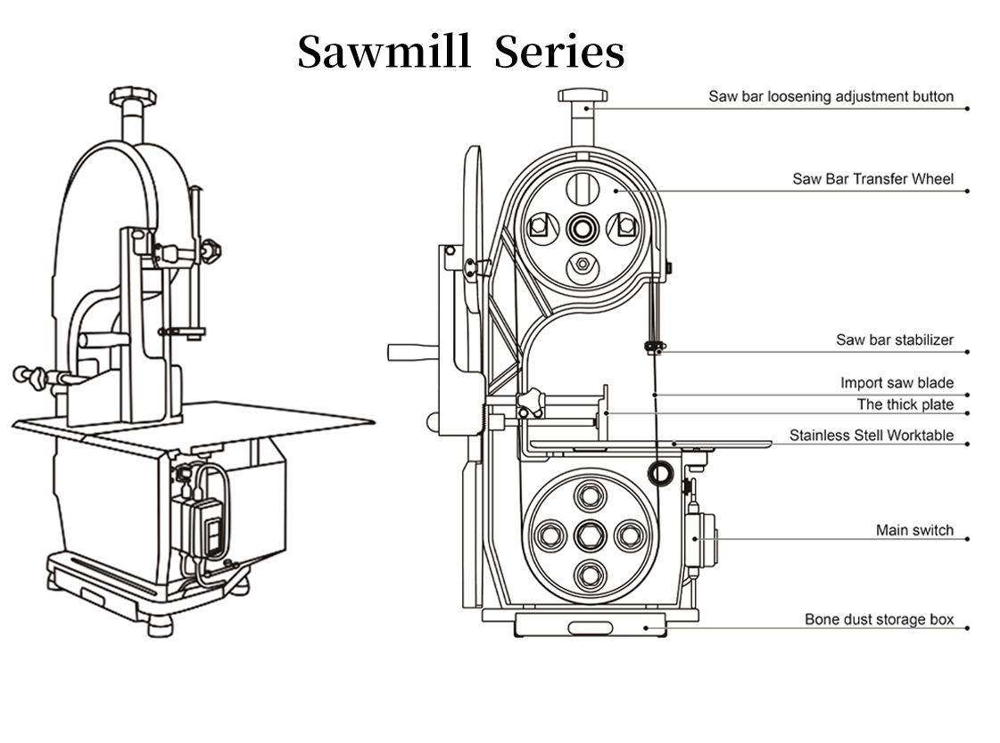 Sawmill Series
Saw bar loosening adjustment button
Saw Bar Transfer Wheel
Saw bar stabilizer
Import saw blade
The thick plate
Stainless Stell Worktable
Main switch
Bone dust storage box